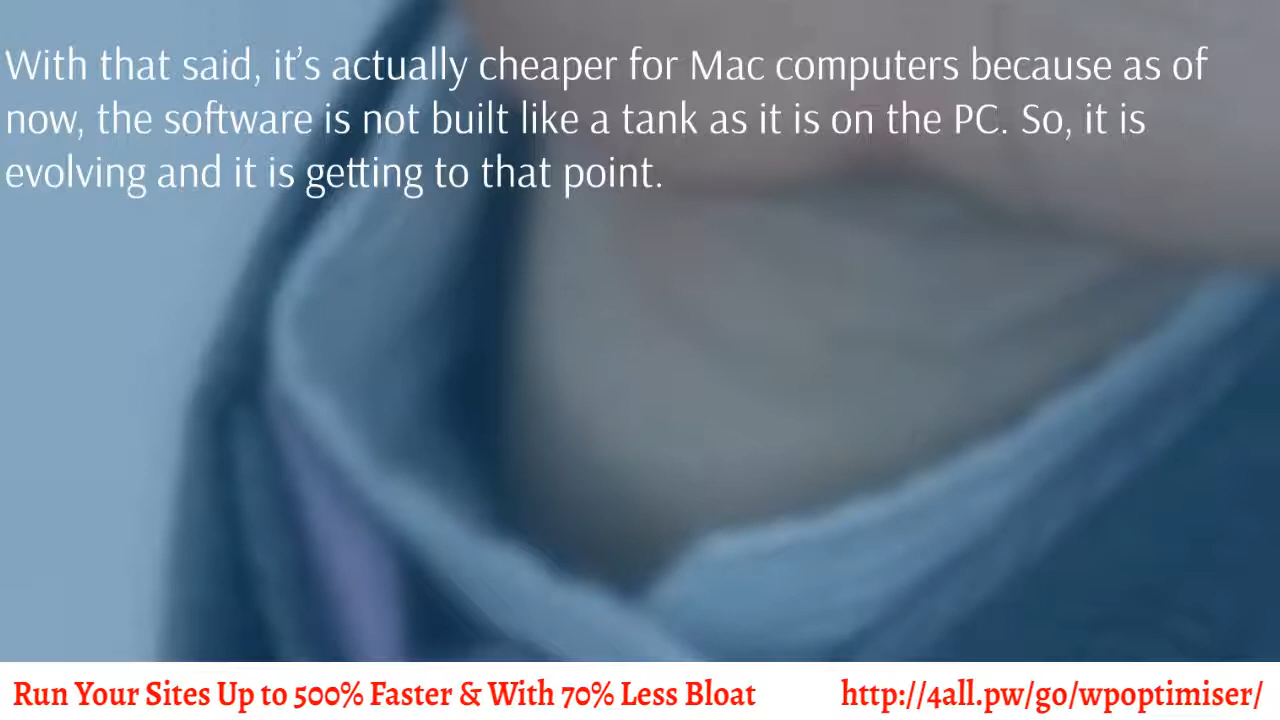 With that said, it’s actually cheaper for Mac computers because as of
now, the software is not built like a tank as it is on the PC. So, it is
evolving and it is getting to that point.
Run Your Sites Up to 500% Faster & With 70% Less Bloat
http://4all.pw/go/wpoptimiser/